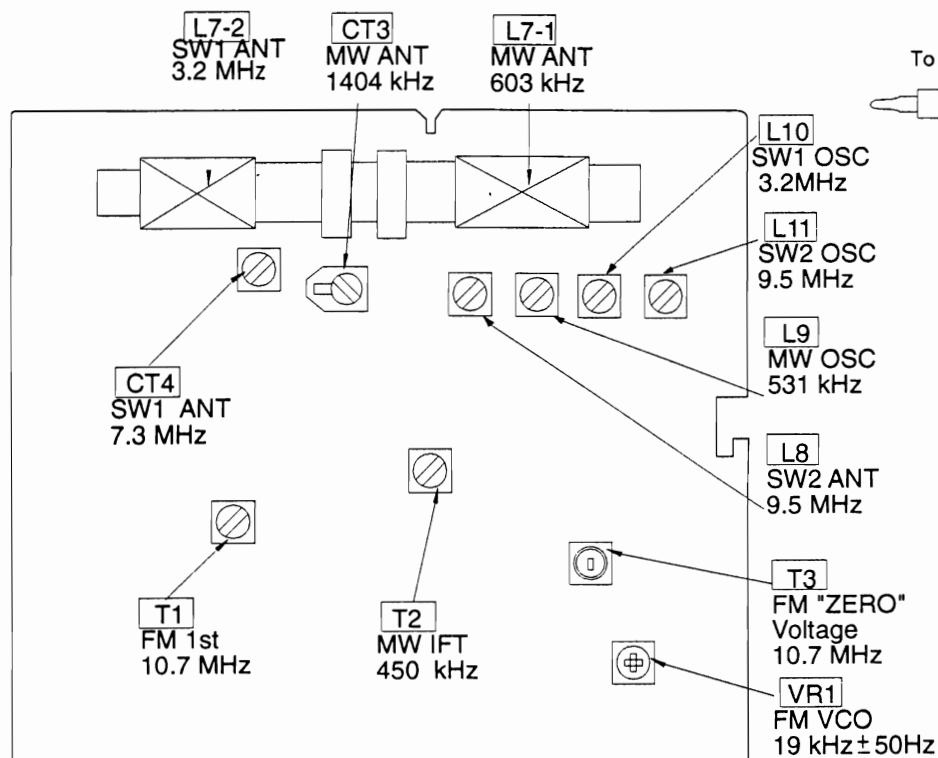 L7-2
SW1 ANT
3.2 MHz
CT3
MW ANT
1404 kHz
L7-1
MW ANT
603 kHz
To
L10
SW1 OSC
3.2MHz
L11
SW2 OSC
9.5 MHz
L9
MW OSC
531 kHz
CT4
SW1 ANT
7.3 MHz
L8
SW2 ANT
9.5 MHz
T1
FM 1st
10.7 MHz
T2
MW IFT
450 kHz
T3
FM "ZERO"
Voltage
10.7 MHz
VR1
FM VCO
19 kHz±50Hz